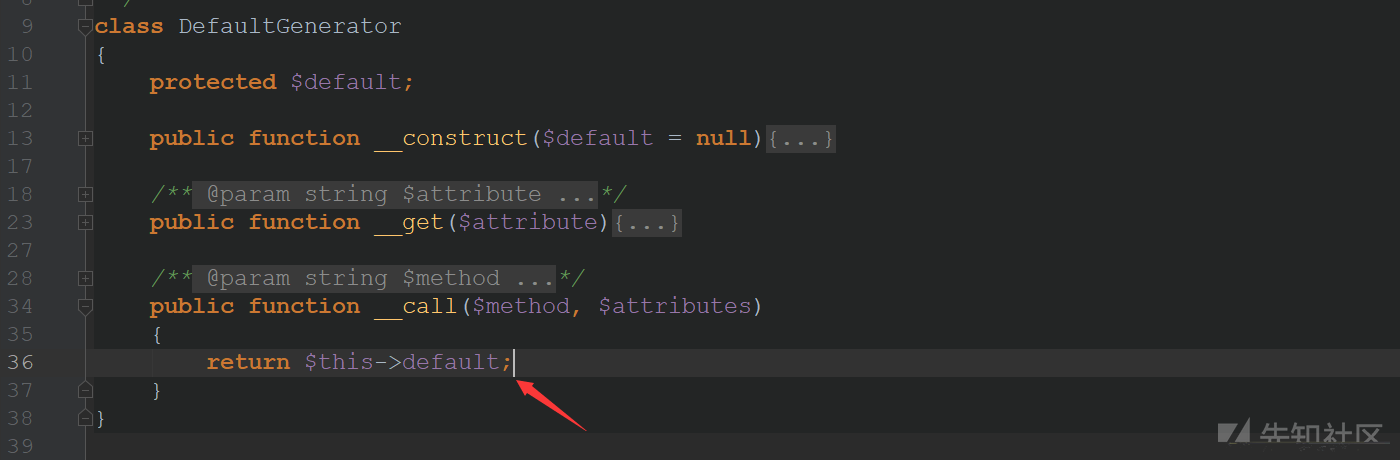 8 */
9 class DefaultGenerator
10 {
11 protected $default;
12
13 public function __construct($default = null){...}
17
18 /** @param string $attribute ...*/
23 public function __get($attribute){...}
27
28 /** @param string $method ...*/
34 public function __call($method, $attributes)
35 {
36 return $this->default;
37 }
38 }
39
先知社区